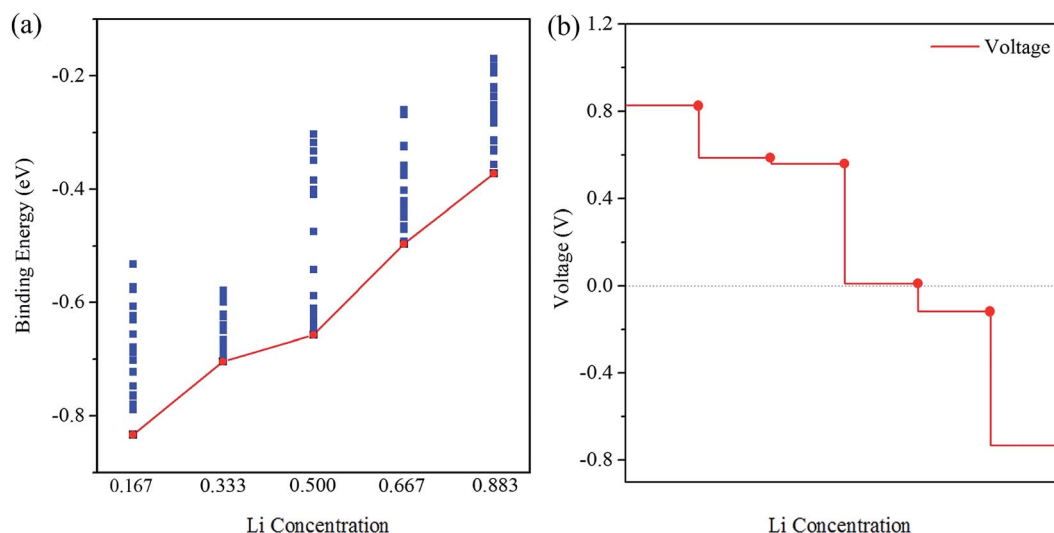 (a)
Binding Energy (eV)
-0.2
-0.4
-0.6
-0.8
0.167 0.333 0.500 0.667 0.883
Li Concentration
(b)
Voltage (V)
1.2
0.8
0.4
0.0
-0.4
-0.8
Voltage
Li Concentration